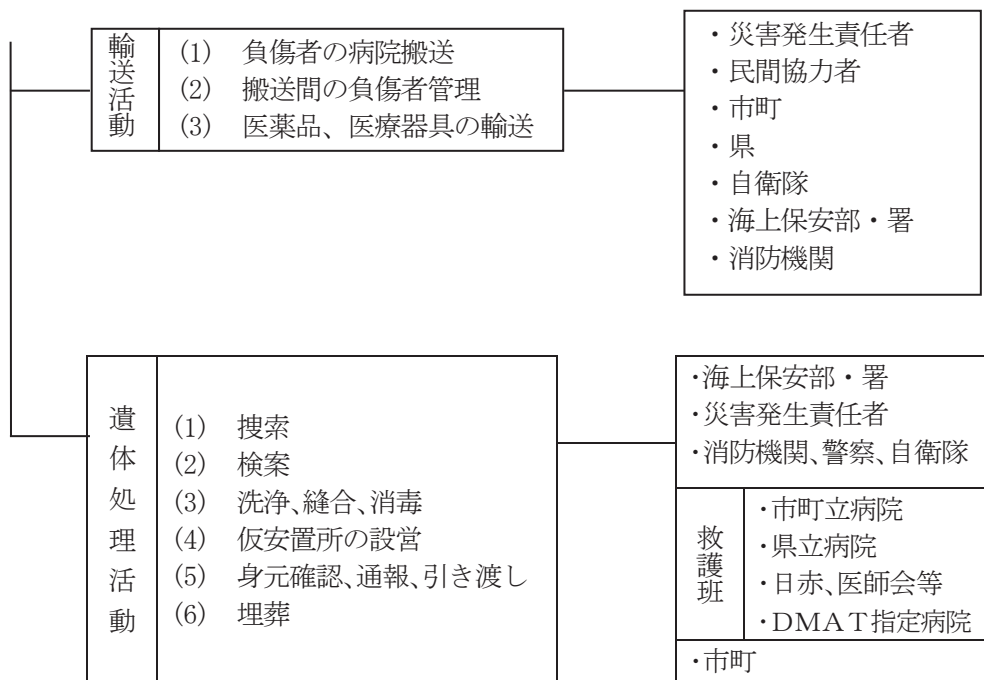 輸送活動
(1) 負傷者の病院搬送
(2) 搬送間の負傷者管理
(3) 医薬品、医療器具の輸送
・災害発生責任者
・民間協力者
・市町
・県
・自衛隊
・海上保安部・署
・消防機関
遺体処理活動
(1) 捜索
(2) 検案
(3) 洗浄、縫合、消毒
(4) 仮安置所の設営
(5) 身元確認、通報、引き渡し
(6) 埋葬
・海上保安部・署
・災害発生責任者
・消防機関、警察、自衛隊
救護班
・市町立病院
・県立病院
・日赤、医師会等
・DMAT指定病院
・市町